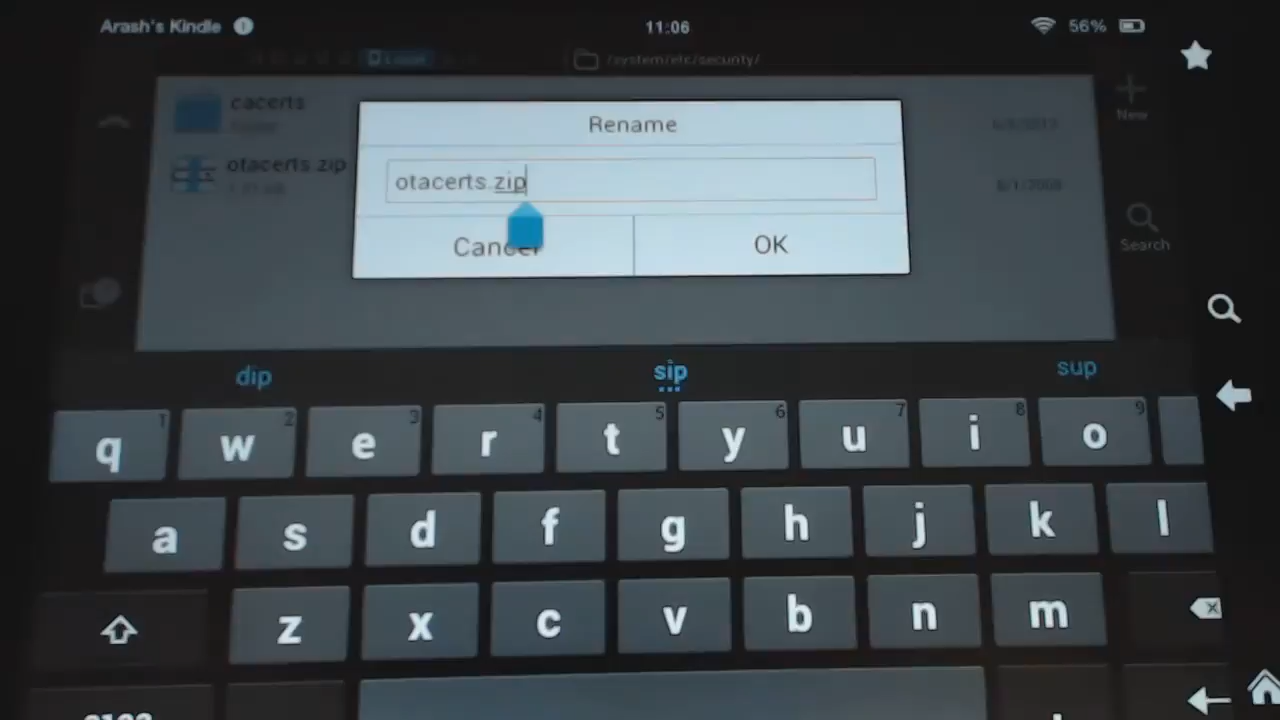 Arash's Kindle
11:06
56%
/system/etc/security/
cacerts
otacerts.zip
Rename
otacerts.zip
Cancel
OK
New
Search
dip
sip
sup
q 1 w 2 e 3 r 4 t 5 y 6 u 7 i 8 o 9
a s d f g h j k l
z x c v b n m